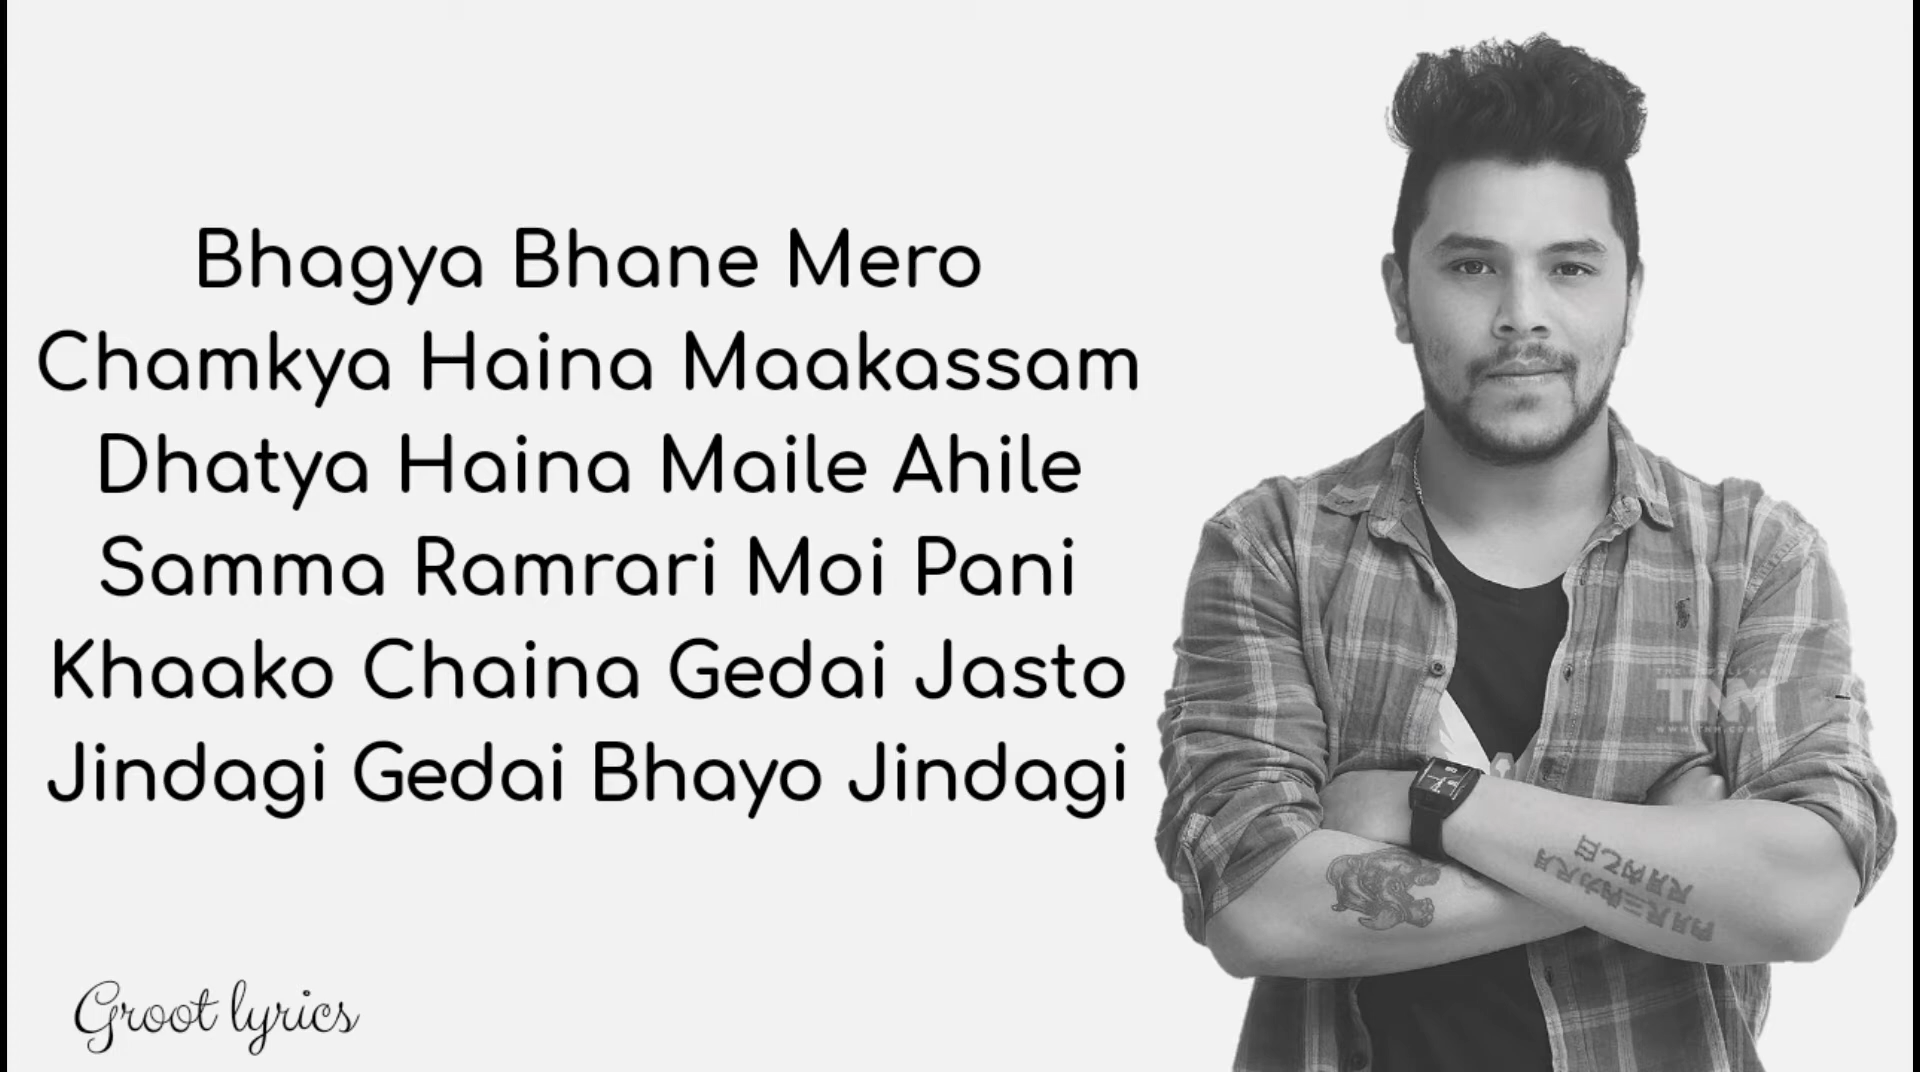 Bhagya Bhane Mero
Chamkya Haina Maakassam
Dhatya Haina Maile Ahile
Samma Ramrari Moi Pani
Khaako Chaina Gedai Jasto
Jindagi Gedai Bhayo Jindagi
Groot lyrics
TNM